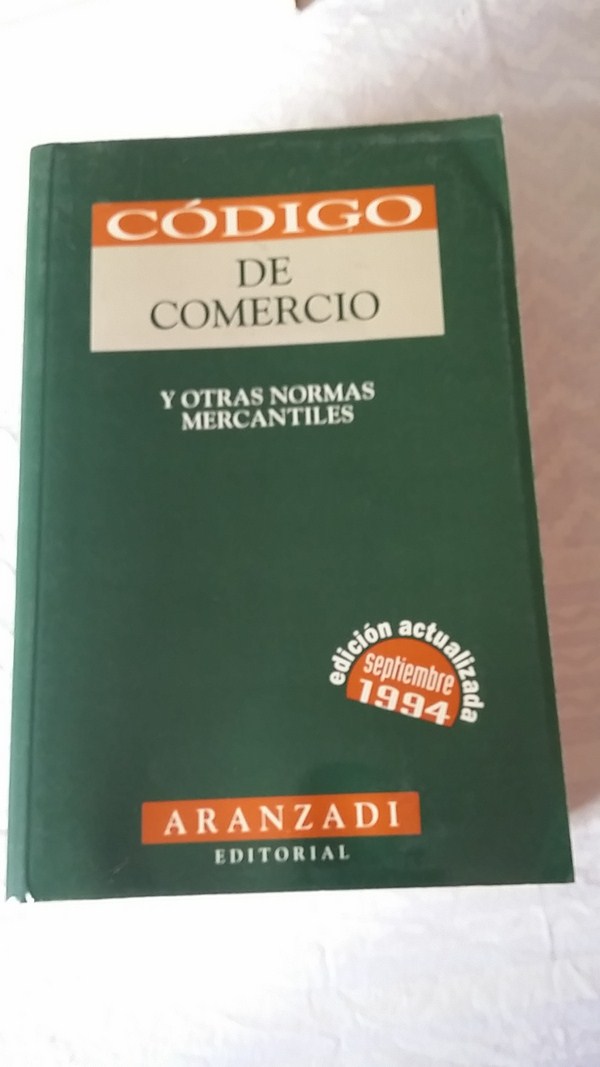 CÓDIGO
DE
COMERCIO
Y OTRAS NORMAS
MERCANTILES
edición actualizada
septiembre
1994
ARANZADI
EDITORIAL